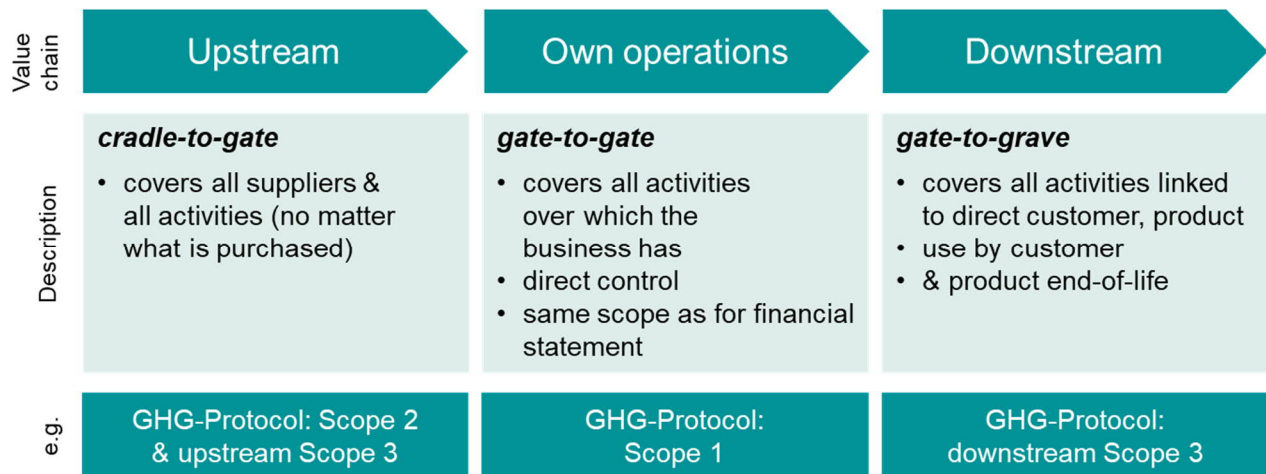 Value
chain
Upstream
Own operations
Downstream
Description
cradle-to-gate
• covers all suppliers &
all activities (no matter
what is purchased)
gate-to-gate
• covers all activities
over which the
business has
• direct control
• same scope as for financial
statement
gate-to-grave
• covers all activities linked
to direct customer, product
• use by customer
• & product end-of-life
e.g.
GHG-Protocol: Scope 2
& upstream Scope 3
GHG-Protocol:
Scope 1
GHG-Protocol:
downstream Scope 3